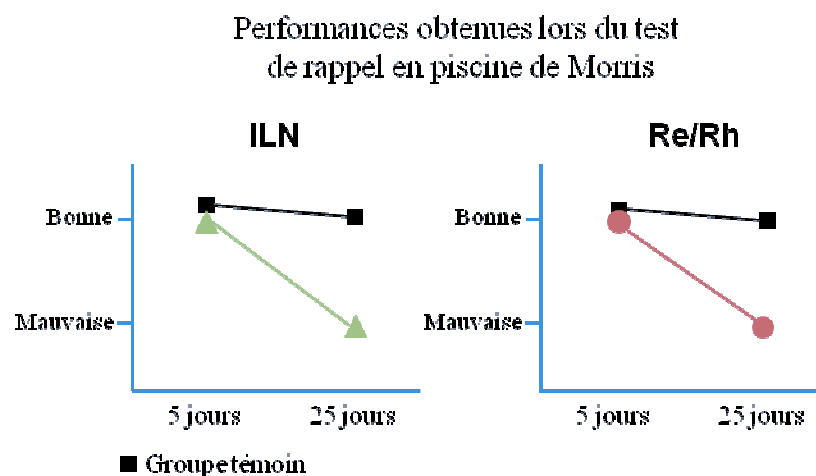 Performances obtenues lors du test
de rappel en piscine de Morris
ILN
Bonne
Mauvaise
5 jours 25 jours
Re/Rh
Bonne
Mauvaise
5 jours 25 jours
Groupe témoin